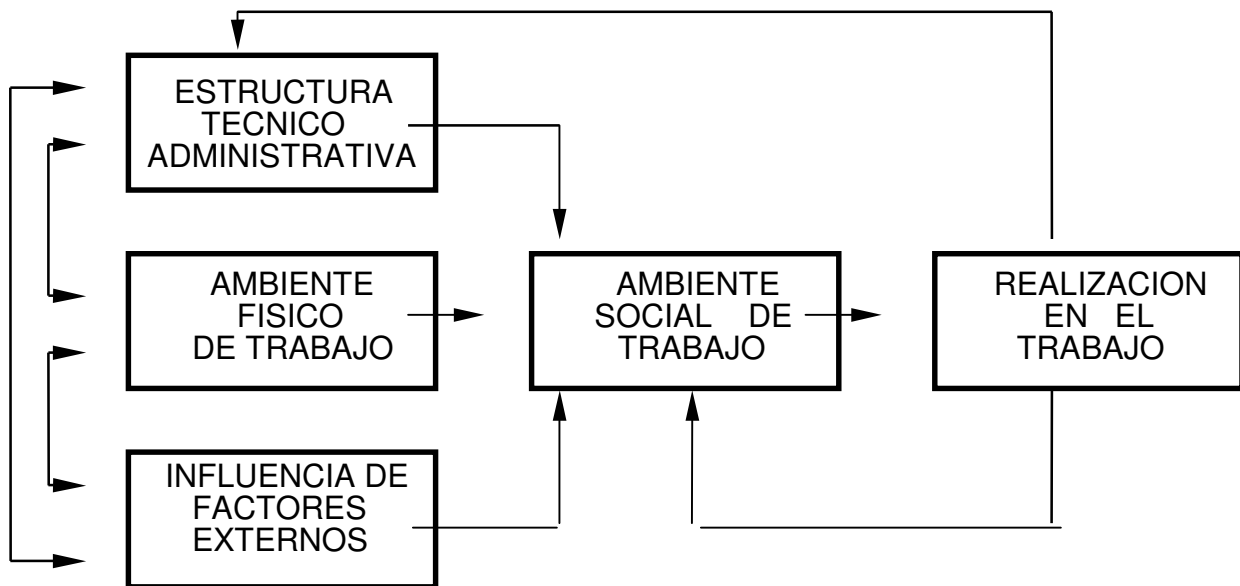 ESTRUCTURA
TECNICO
ADMINISTRATIVA
AMBIENTE
FISICO
DE TRABAJO
AMBIENTE
SOCIAL DE
TRABAJO
REALIZACION
EN EL
TRABAJO
INFLUENCIA DE
FACTORES
EXTERNOS